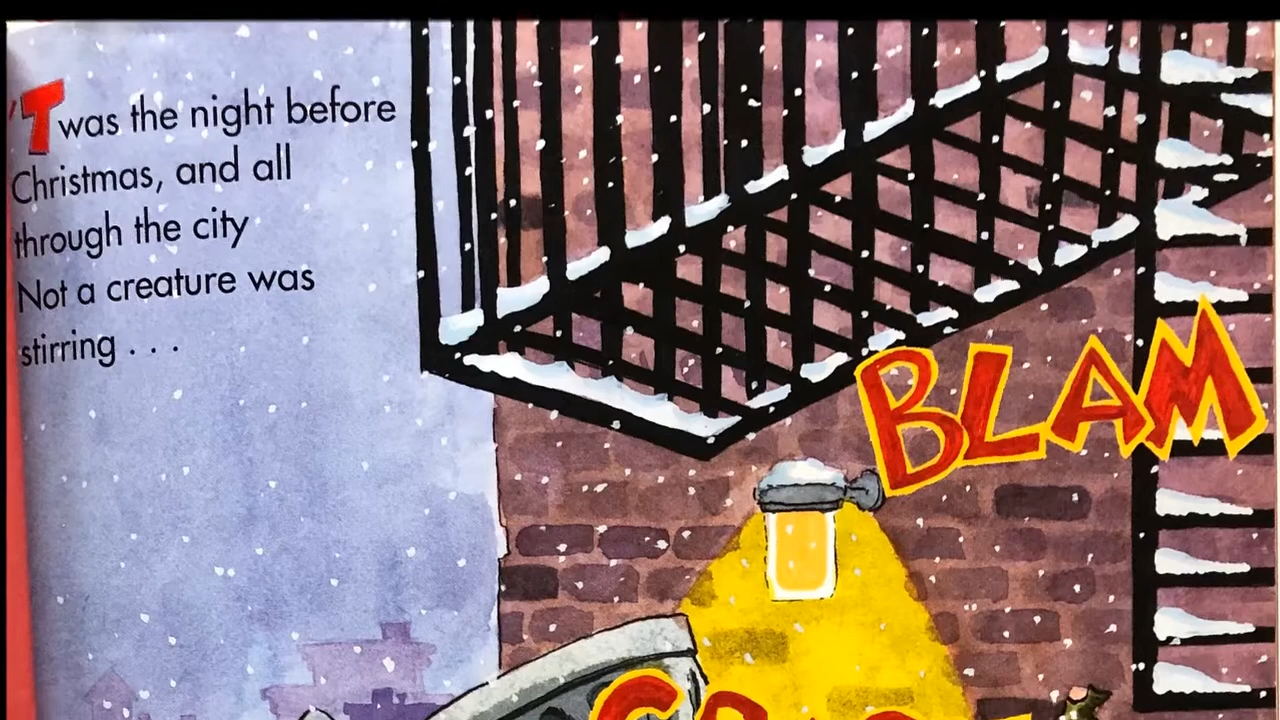 'Twas the night before
Christmas, and all
through the city
Not a creature was
stirring . . .
BLAM